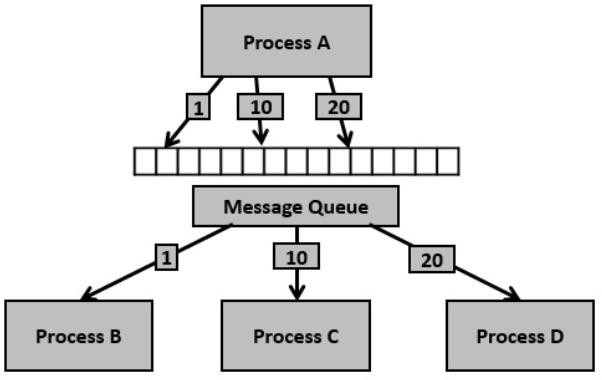 Process A
1
10
20
Message Queue
1
10
20
Process B
Process C
Process D